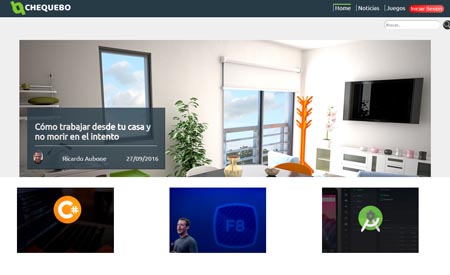 CHEQUEBO
Home Noticias Juegos Iniciar Sesion
Buscar...
Cómo trabajar desde tu casa y
no morir en el intento
Ricardo Aubone 27/09/2016
C#
F8